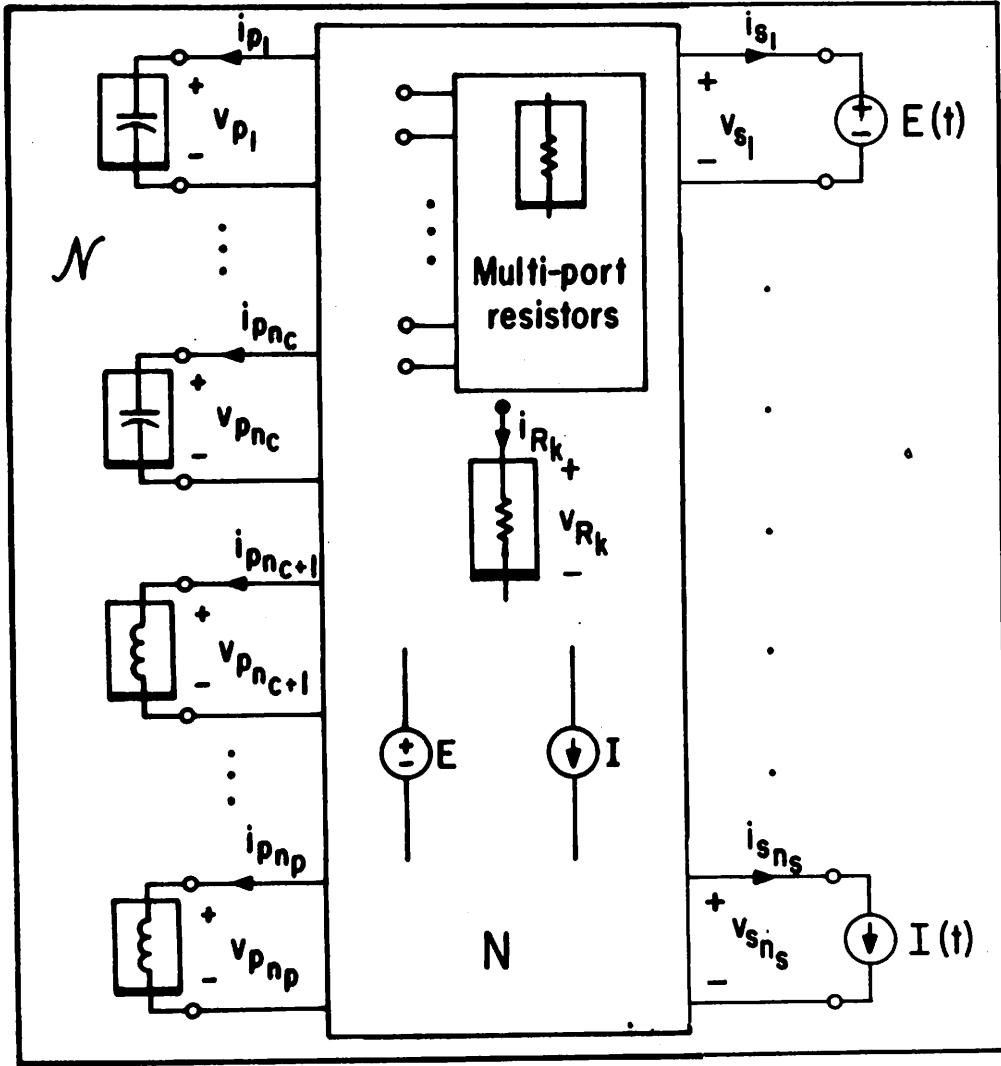 i_{p_1}
+
v_{p_1}
-
𝒩
i_{p_{n_c}}
+
v_{p_{n_c}}
-
i_{p_{n_{c+1}}}
+
v_{p_{n_{c+1}}}
-
i_{p_{n_p}}
+
v_{p_{n_p}}
-
Multi-port
resistors
i_{R_k}
+
v_{R_k}
-
+
-
E
I
N
i_{s_1}
+
v_{s_1}
-
+
-
E(t)
i_{s_{n_s}}
+
v_{s_{n_s}}
-
I(t)